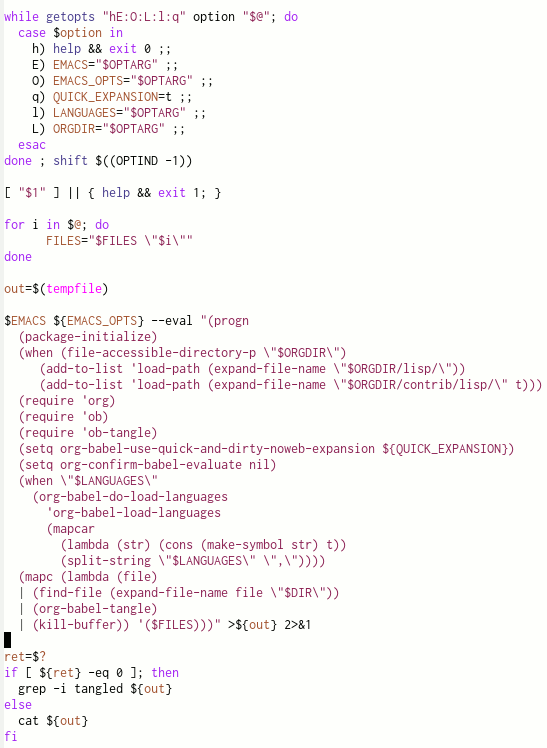 while getopts "hE:O:L:l:q" option "$@"; do
  case $option in
    h) help && exit 0 ;;
    E) EMACS="$OPTARG" ;;
    O) EMACS_OPTS="$OPTARG" ;;
    q) QUICK_EXPANSION=t ;;
    l) LANGUAGES="$OPTARG" ;;
    L) ORGDIR="$OPTARG" ;;
  esac
done ; shift $((OPTIND -1))

[ "$1" ] || { help && exit 1; }

for i in $@; do
      FILES="$FILES \"$i\""
done

out=$(tempfile)

$EMACS ${EMACS_OPTS} --eval "(progn
  (package-initialize)
  (when (file-accessible-directory-p \"$ORGDIR\")
     (add-to-list 'load-path (expand-file-name \"$ORGDIR/lisp/\"))
     (add-to-list 'load-path (expand-file-name \"$ORGDIR/contrib/lisp/\" t)))
  (require 'org)
  (require 'ob)
  (require 'ob-tangle)
  (setq org-babel-use-quick-and-dirty-noweb-expansion ${QUICK_EXPANSION})
  (setq org-confirm-babel-evaluate nil)
  (when \"$LANGUAGES\"
    (org-babel-do-load-languages
      'org-babel-load-languages
      (mapcar
        (lambda (str) (cons (make-symbol str) t))
        (split-string \"$LANGUAGES\" \",\"))))
  (mapc (lambda (file)
  | (find-file (expand-file-name file \"$DIR\"))
  | (org-babel-tangle)
  | (kill-buffer)) '($FILES)))" >${out} 2>&1

ret=$?
if [ ${ret} -eq 0 ]; then
  grep -i tangled ${out}
else
  cat ${out}
fi